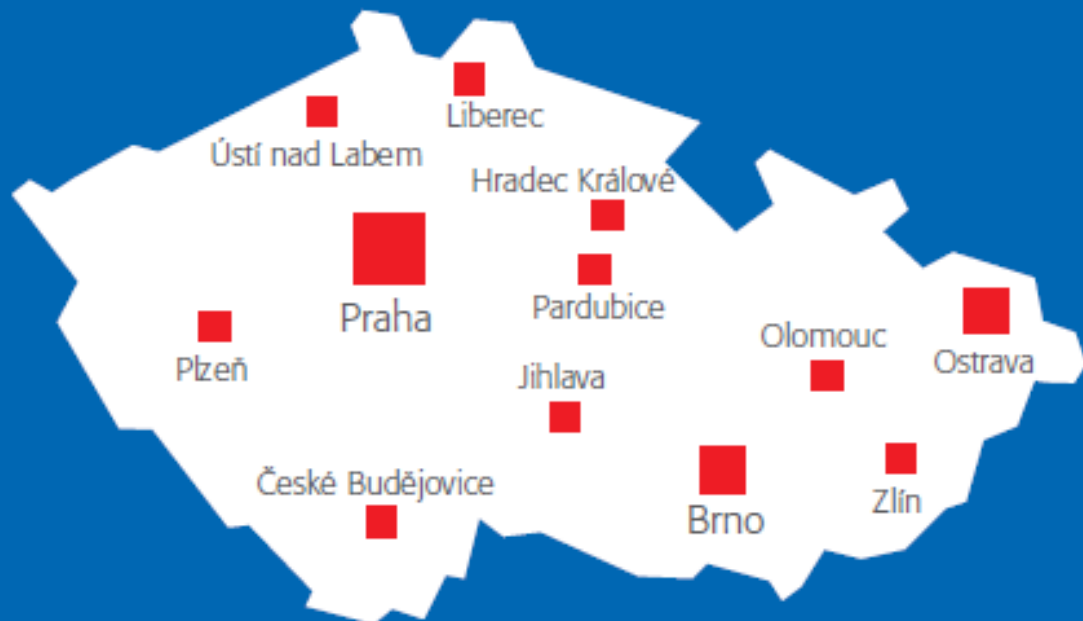 Liberec
Ústí nad Labem
Hradec Králové
Praha
Pardubice
Olomouc
Ostrava
Plzeň
Jihlava
České Budějovice
Brno
Zlín